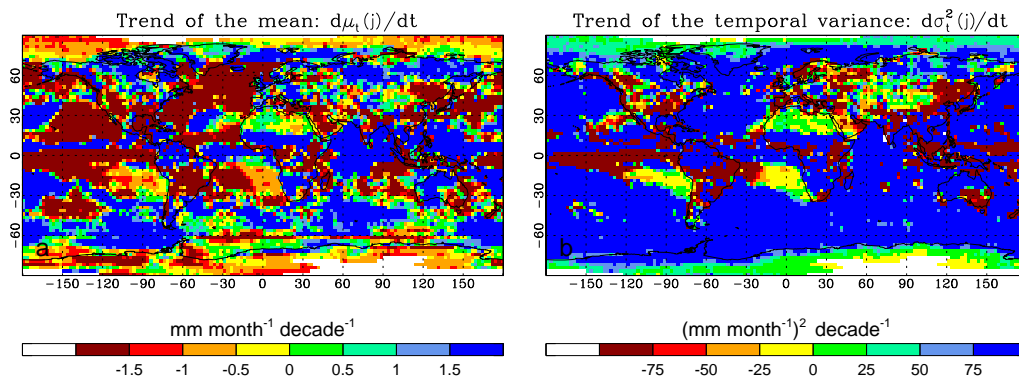 Trend of the mean: dμₜ(j)/dt
60
30
0
-30
-60
a
-150 -120 -90 -60 -30 0 30 60 90 120 150
mm month⁻¹ decade⁻¹
-1.5 -1 -0.5 0 0.5 1 1.5
Trend of the temporal variance: dσₜ²(j)/dt
60
30
0
-30
-60
b
-150 -120 -90 -60 -30 0 30 60 90 120 150
(mm month⁻¹)² decade⁻¹
-75 -50 -25 0 25 50 75